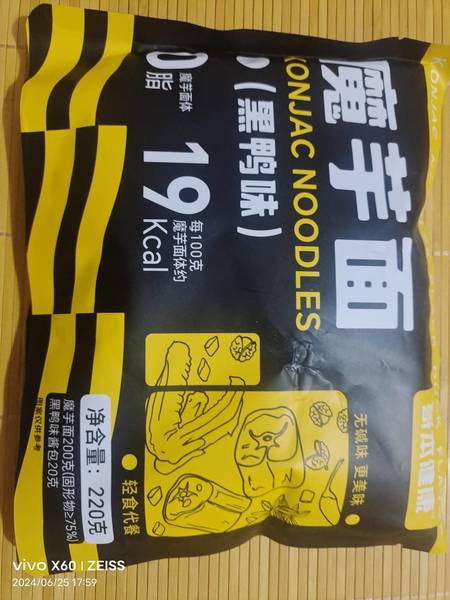 KONJAC
魔芋面
KONJAC NOODLES
（黑鸭味）
0脂
魔芋面体
19Kcal
每100克
魔芋面体约
无碱味 更美味
轻食代餐
净含量：220克
魔芋面200克(固形物≥75%)
黑鸭味酱包20克
图案仅供参考
vivo X60 | ZEISS
2024/06/25 17:59